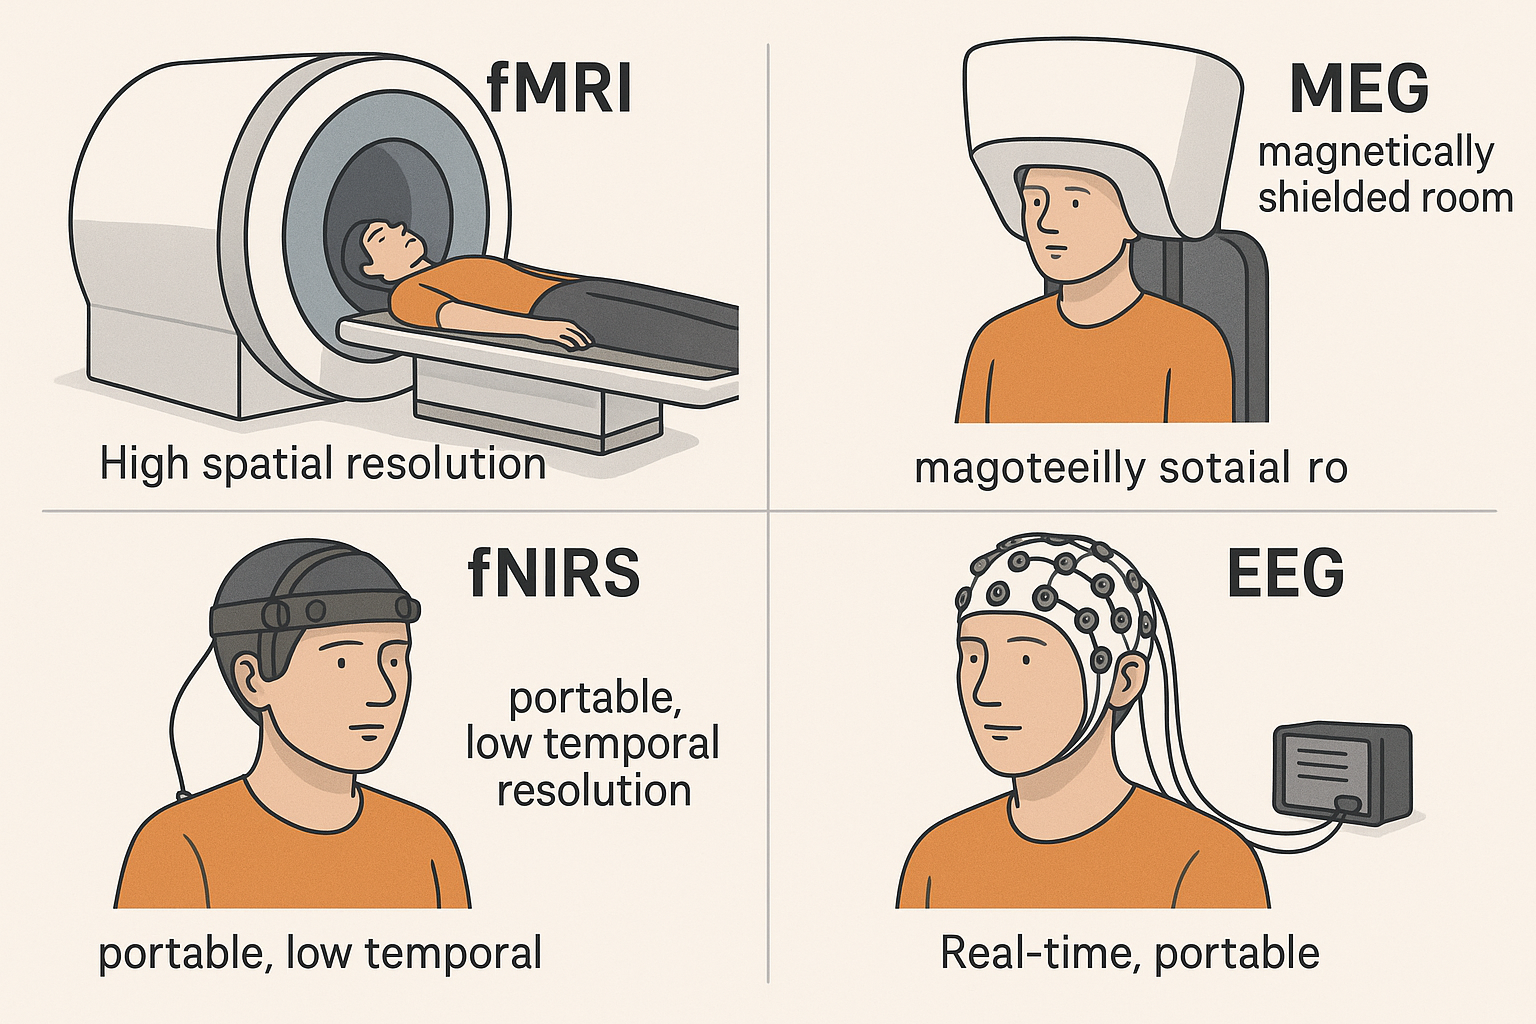 fMRI
High spatial resolution
MEG
magnetically
shielded room
magoteeilly sotaial ro
fNIRS
portable,
low temporal
resolution
portable, low temporal
EEG
Real-time, portable